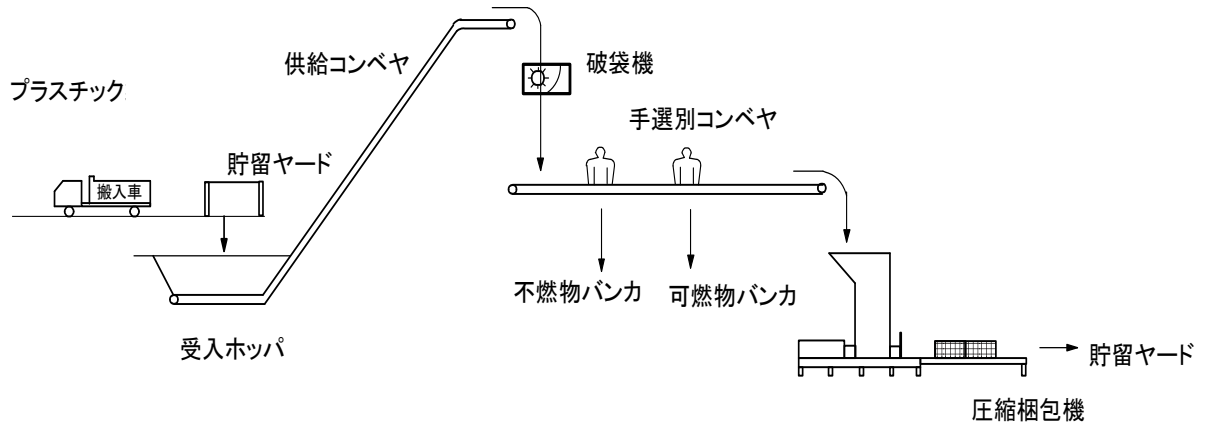 プラスチック
搬入車
貯留ヤード
受入ホッパ
供給コンベヤ
破袋機
手選別コンベヤ
不燃物バンカ
可燃物バンカ
圧縮梱包機
貯留ヤード